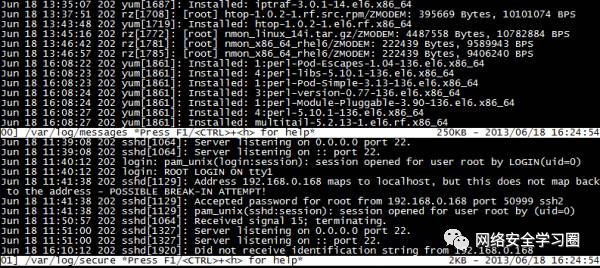 Jun 18 13:35:07 202 yum[1687]: Installed: iptraf-3.0.1-14.el6.x86_64
Jun 18 13:37:51 202 rz[1708]: [root] htop-1.0.2-1.rf.src.rpm/ZMODEM: 395669 Bytes, 10101074 BPS
Jun 18 13:43:48 202 yum[1719]: Installed: htop-1.0.2-1.el6.rf.x86_64
Jun 18 13:45:16 202 rz[1772]: [root] nmon_linux_14i.tar.gz/ZMODEM: 4487558 Bytes, 10782884 BPS
Jun 18 13:46:42 202 rz[1781]: [root] nmon_x86_64_rhel6/ZMODEM: 222439 Bytes, 9589943 BPS
Jun 18 13:46:57 202 rz[1785]: [root] nmon_x86_64_rhel6/ZMODEM: 222439 Bytes, 9406240 BPS
Jun 18 16:08:22 202 yum[1861]: Installed: 1:perl-Pod-Escapes-1.04-136.el6.x86_64
Jun 18 16:08:23 202 yum[1861]: Installed: 4:perl-libs-5.10.1-136.el6.x86_64
Jun 18 16:08:23 202 yum[1861]: Installed: 1:perl-Pod-Simple-3.13-136.el6.x86_64
Jun 18 16:08:24 202 yum[1861]: Installed: 3:perl-version-0.77-136.el6.x86_64
Jun 18 16:08:24 202 yum[1861]: Installed: 1:perl-Module-Pluggable-3.90-136.el6.x86_64
Jun 18 16:08:27 202 yum[1861]: Installed: 4:perl-5.10.1-136.el6.x86_64
Jun 18 16:08:27 202 yum[1861]: Installed: multitail-5.2.13-1.el6.rf.x86_64
00] /var/log/messages *Press F1/<CTRL>+<h> for help* 250KB - 2013/06/18 16:24:54
Jun 18 11:39:08 202 sshd[1064]: Server listening on 0.0.0.0 port 22.
Jun 18 11:39:08 202 sshd[1064]: Server listening on :: port 22.
Jun 18 11:40:12 202 login: pam_unix(login:session): session opened for user root by LOGIN(uid=0)
Jun 18 11:40:12 202 login: ROOT LOGIN ON tty1
Jun 18 11:41:38 202 sshd[1129]: Address 192.168.0.168 maps to localhost, but this does not map back
to the address - POSSIBLE BREAK-IN ATTEMPT!
Jun 18 11:41:38 202 sshd[1129]: Accepted password for root from 192.168.0.168 port 50999 ssh2
Jun 18 11:41:38 202 sshd[1129]: pam_unix(sshd:session): session opened for user root by (uid=0)
Jun 18 11:50:57 202 sshd[1064]: Received signal 15; terminating.
Jun 18 11:51:00 202 sshd[1327]: Server listening on 0.0.0.0 port 22.
Jun 18 11:51:00 202 sshd[1327]: Server listening on :: port 22.
Jun 18 16:10:12 202 sshd[1920]: Did not receive identification string from 192.168.0.168
01] /var/log/secure *Press F1/<CTRL>+<h> for help* 2KB - 2013/06/18 16:24:54
网络安全学习圈